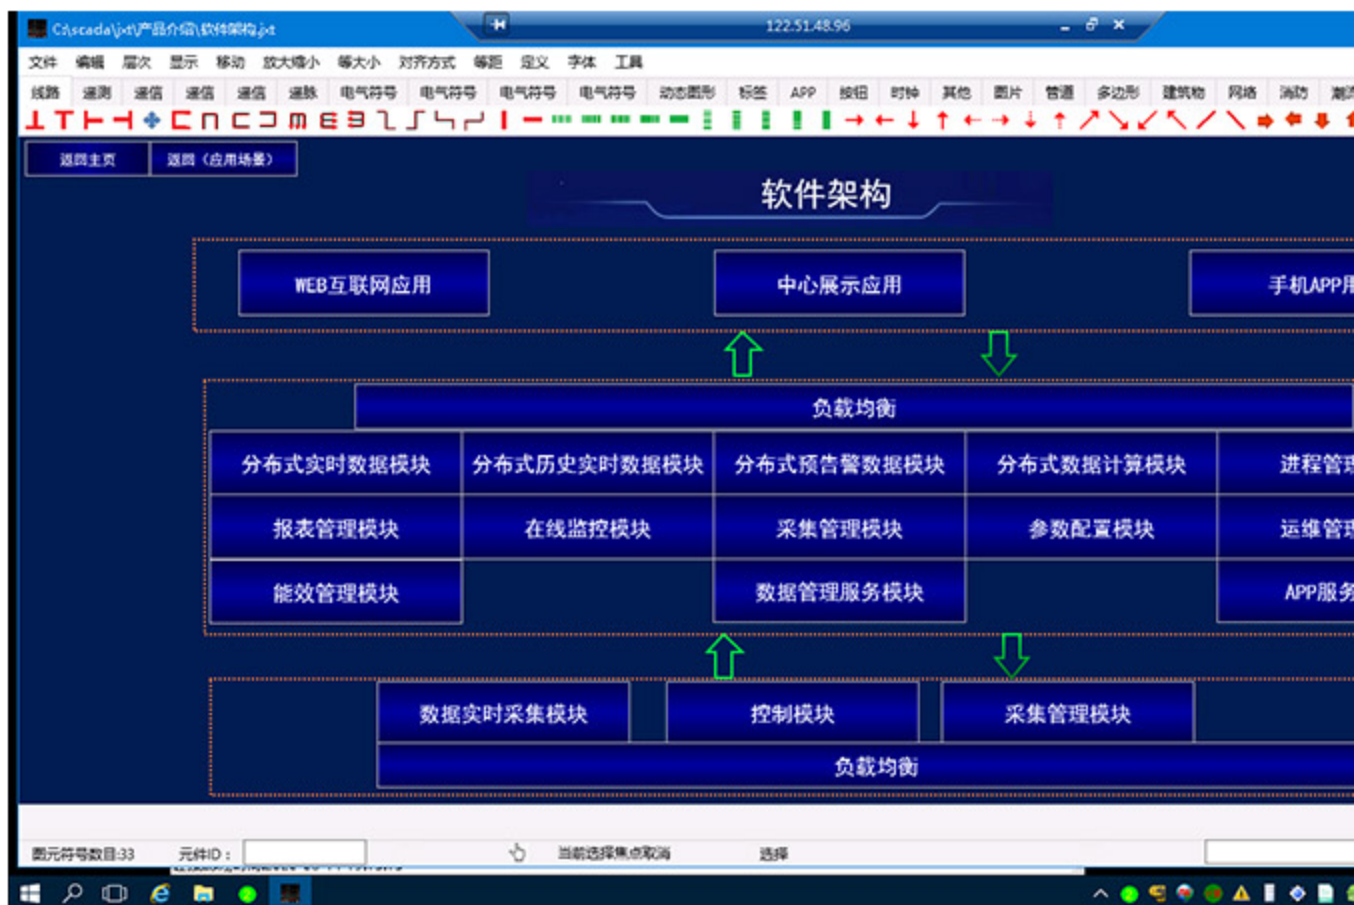 C:\scada\jxt\产品介绍\软件架构.jxt
122.51.48.96
文件 编辑 层次 显示 移动 放大缩小 等大小 对齐方式 等距 定义 字体 工具
线路 遥测 遥信 遥信 遥信 遥脉 电气符号 电气符号 电气符号 电气符号 动态图形 标签 APP 按钮 时钟 其他 图片 管道 多边形 建筑物 网络 消防 潮流
返回主页 返回（应用场景）
软件架构
WEB互联网应用 中心展示应用 手机APP用
负载均衡
分布式实时数据模块 分布式历史实时数据模块 分布式预告警数据模块 分布式数据计算模块 进程管理
报表管理模块 在线监控模块 采集管理模块 参数配置模块 运维管理
能效管理模块 数据管理服务模块 APP服务
数据实时采集模块 控制模块 采集管理模块
负载均衡
图元符号数目:33 元件ID： 当前选择焦点取消 选择